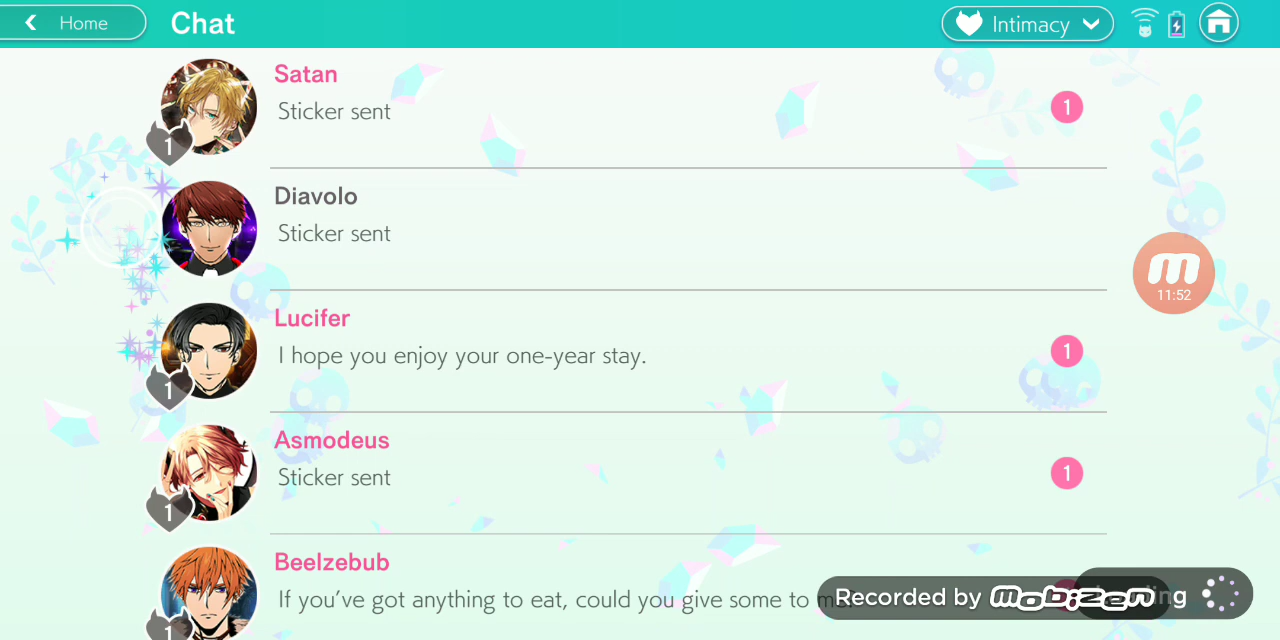 Home
Chat
Intimacy
Satan
Sticker sent
1
1
Diavolo
Sticker sent
11:52
Lucifer
I hope you enjoy your one-year stay.
1
1
Asmodeus
Sticker sent
1
1
Beelzebub
If you've got anything to eat, could you give some to
1
Recorded by mobizen